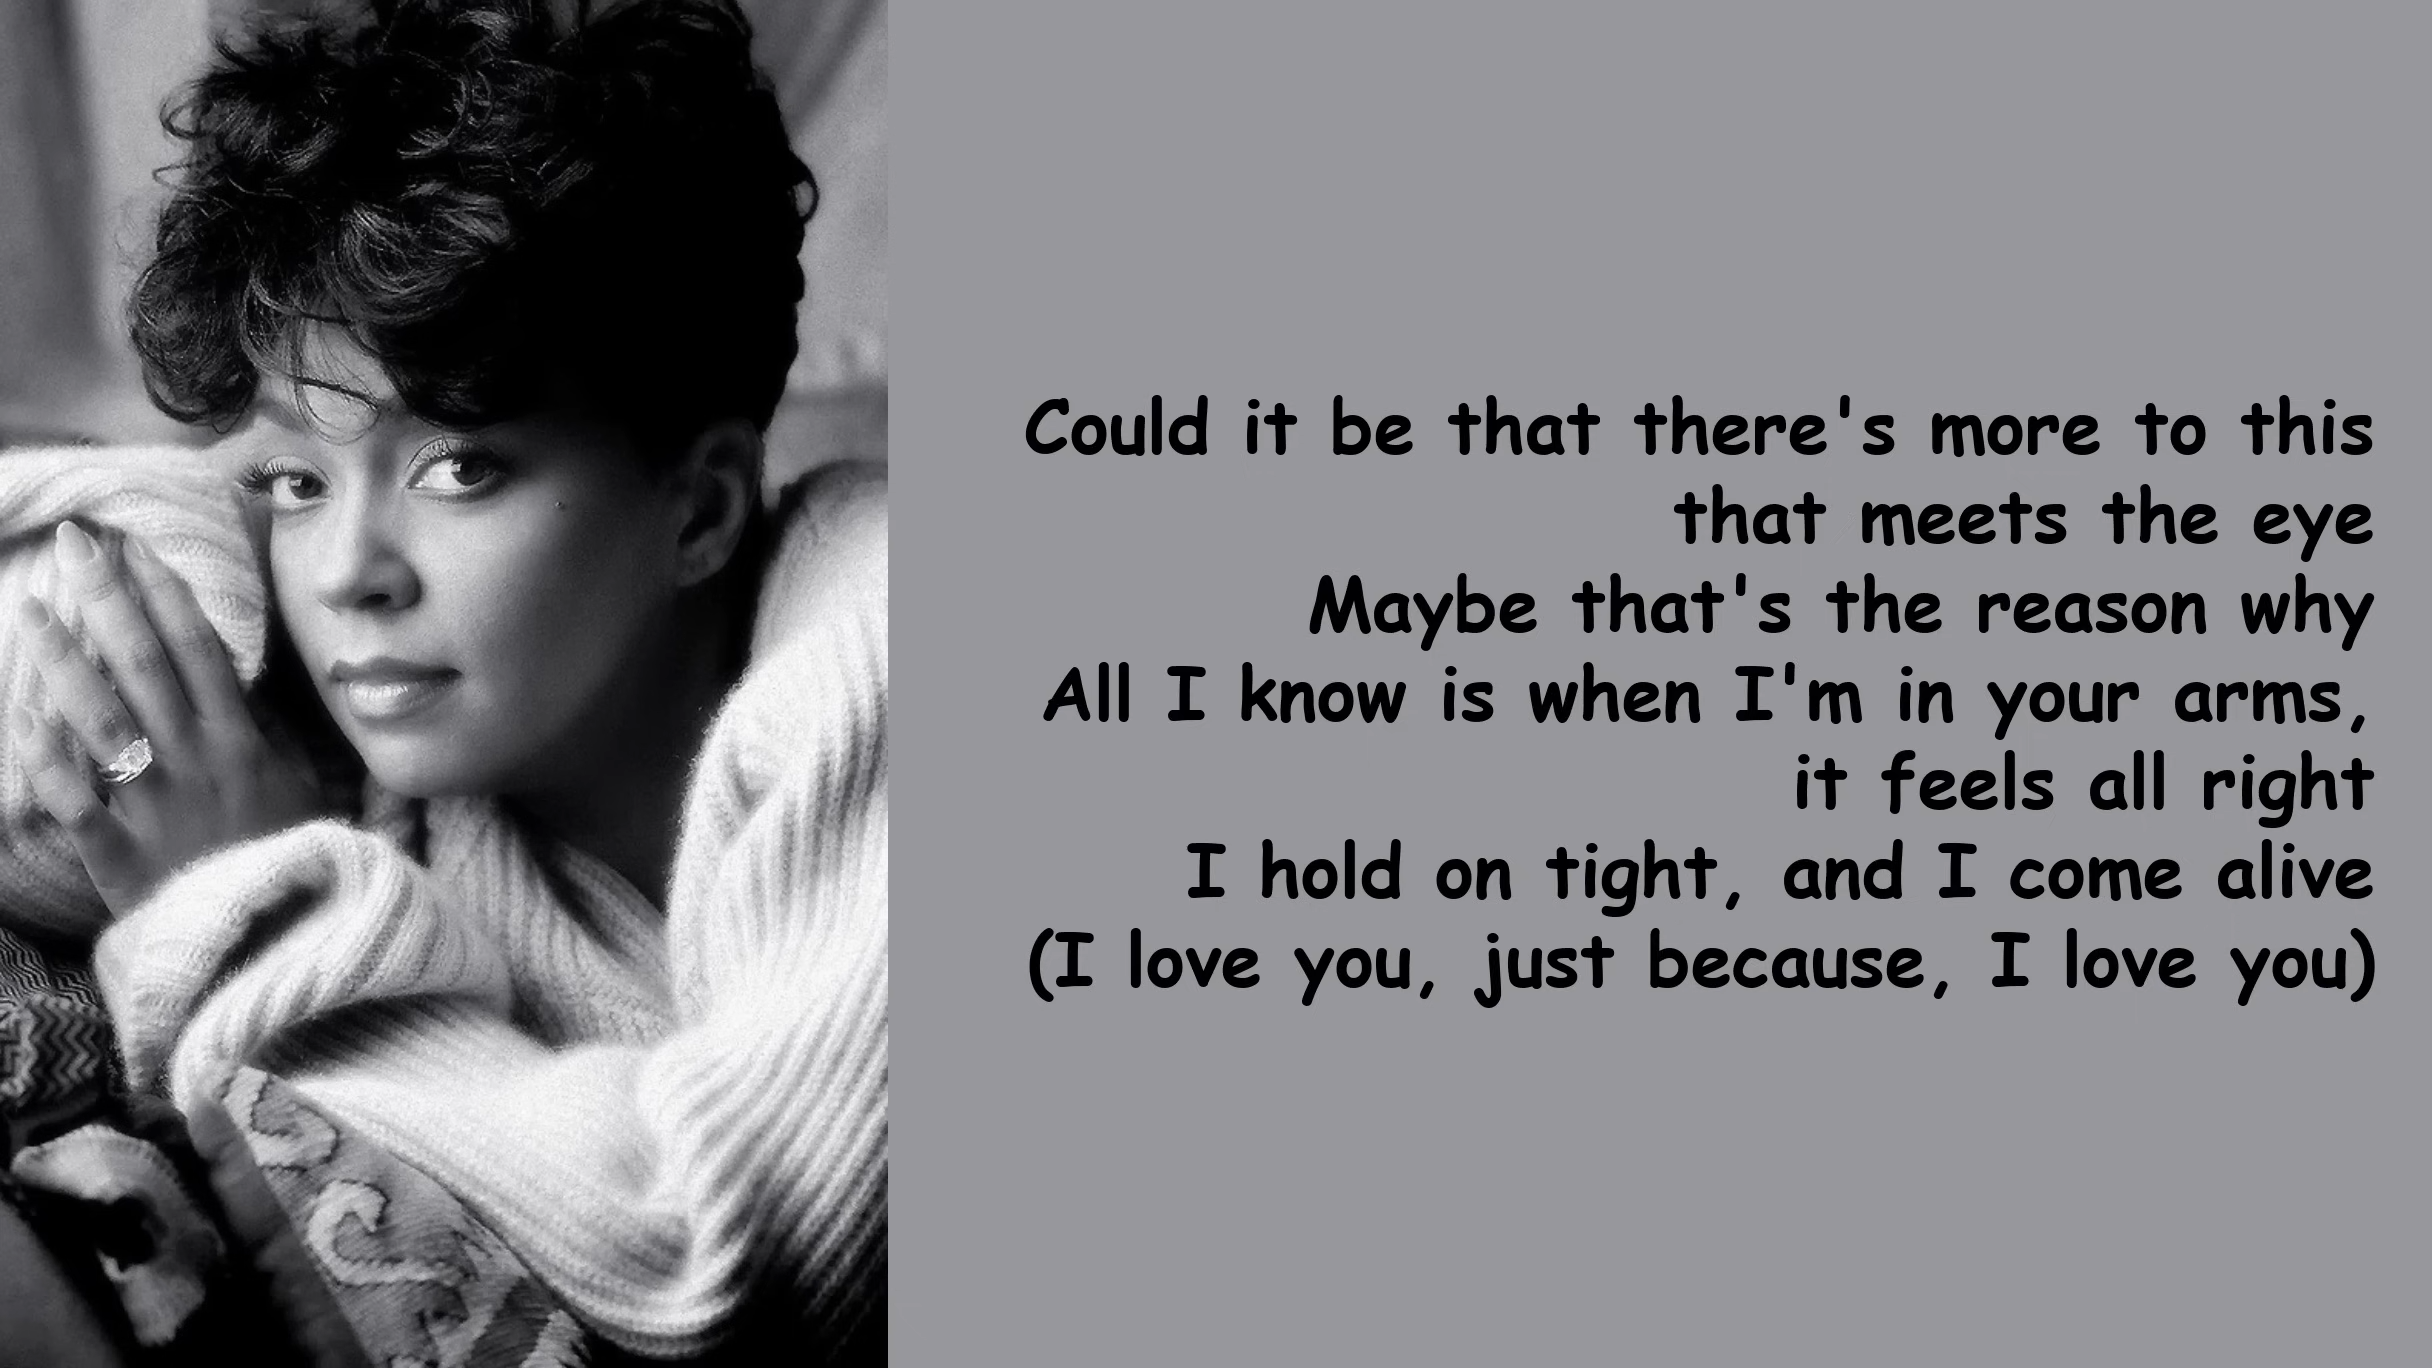 Could it be that there's more to this
that meets the eye
Maybe that's the reason why
All I know is when I'm in your arms,
it feels all right
I hold on tight, and I come alive
(I love you, just because, I love you)